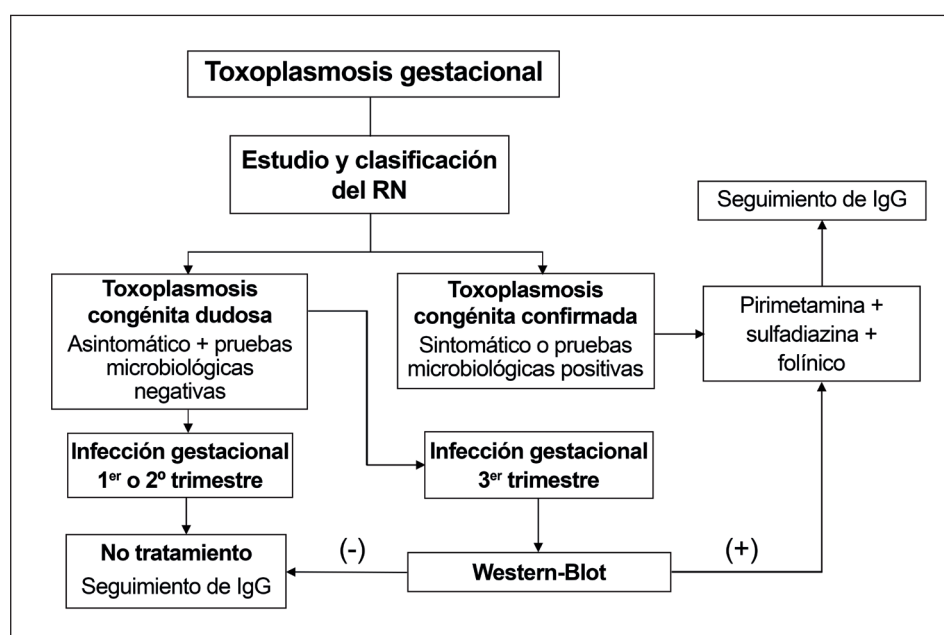 Toxoplasmosis gestacional
Estudio y clasificación
del RN
Seguimiento de IgG
Toxoplasmosis
congénita dudosa
Asintomático + pruebas
microbiológicas
negativas
Toxoplasmosis
congénita confirmada
Sintomático o pruebas
microbiológicas positivas
Pirimetamina +
sulfadiazina +
folínico
Infección gestacional
1er o 2º trimestre
Infección gestacional
3er trimestre
No tratamiento
Seguimiento de IgG
(-)
Western-Blot
(+)